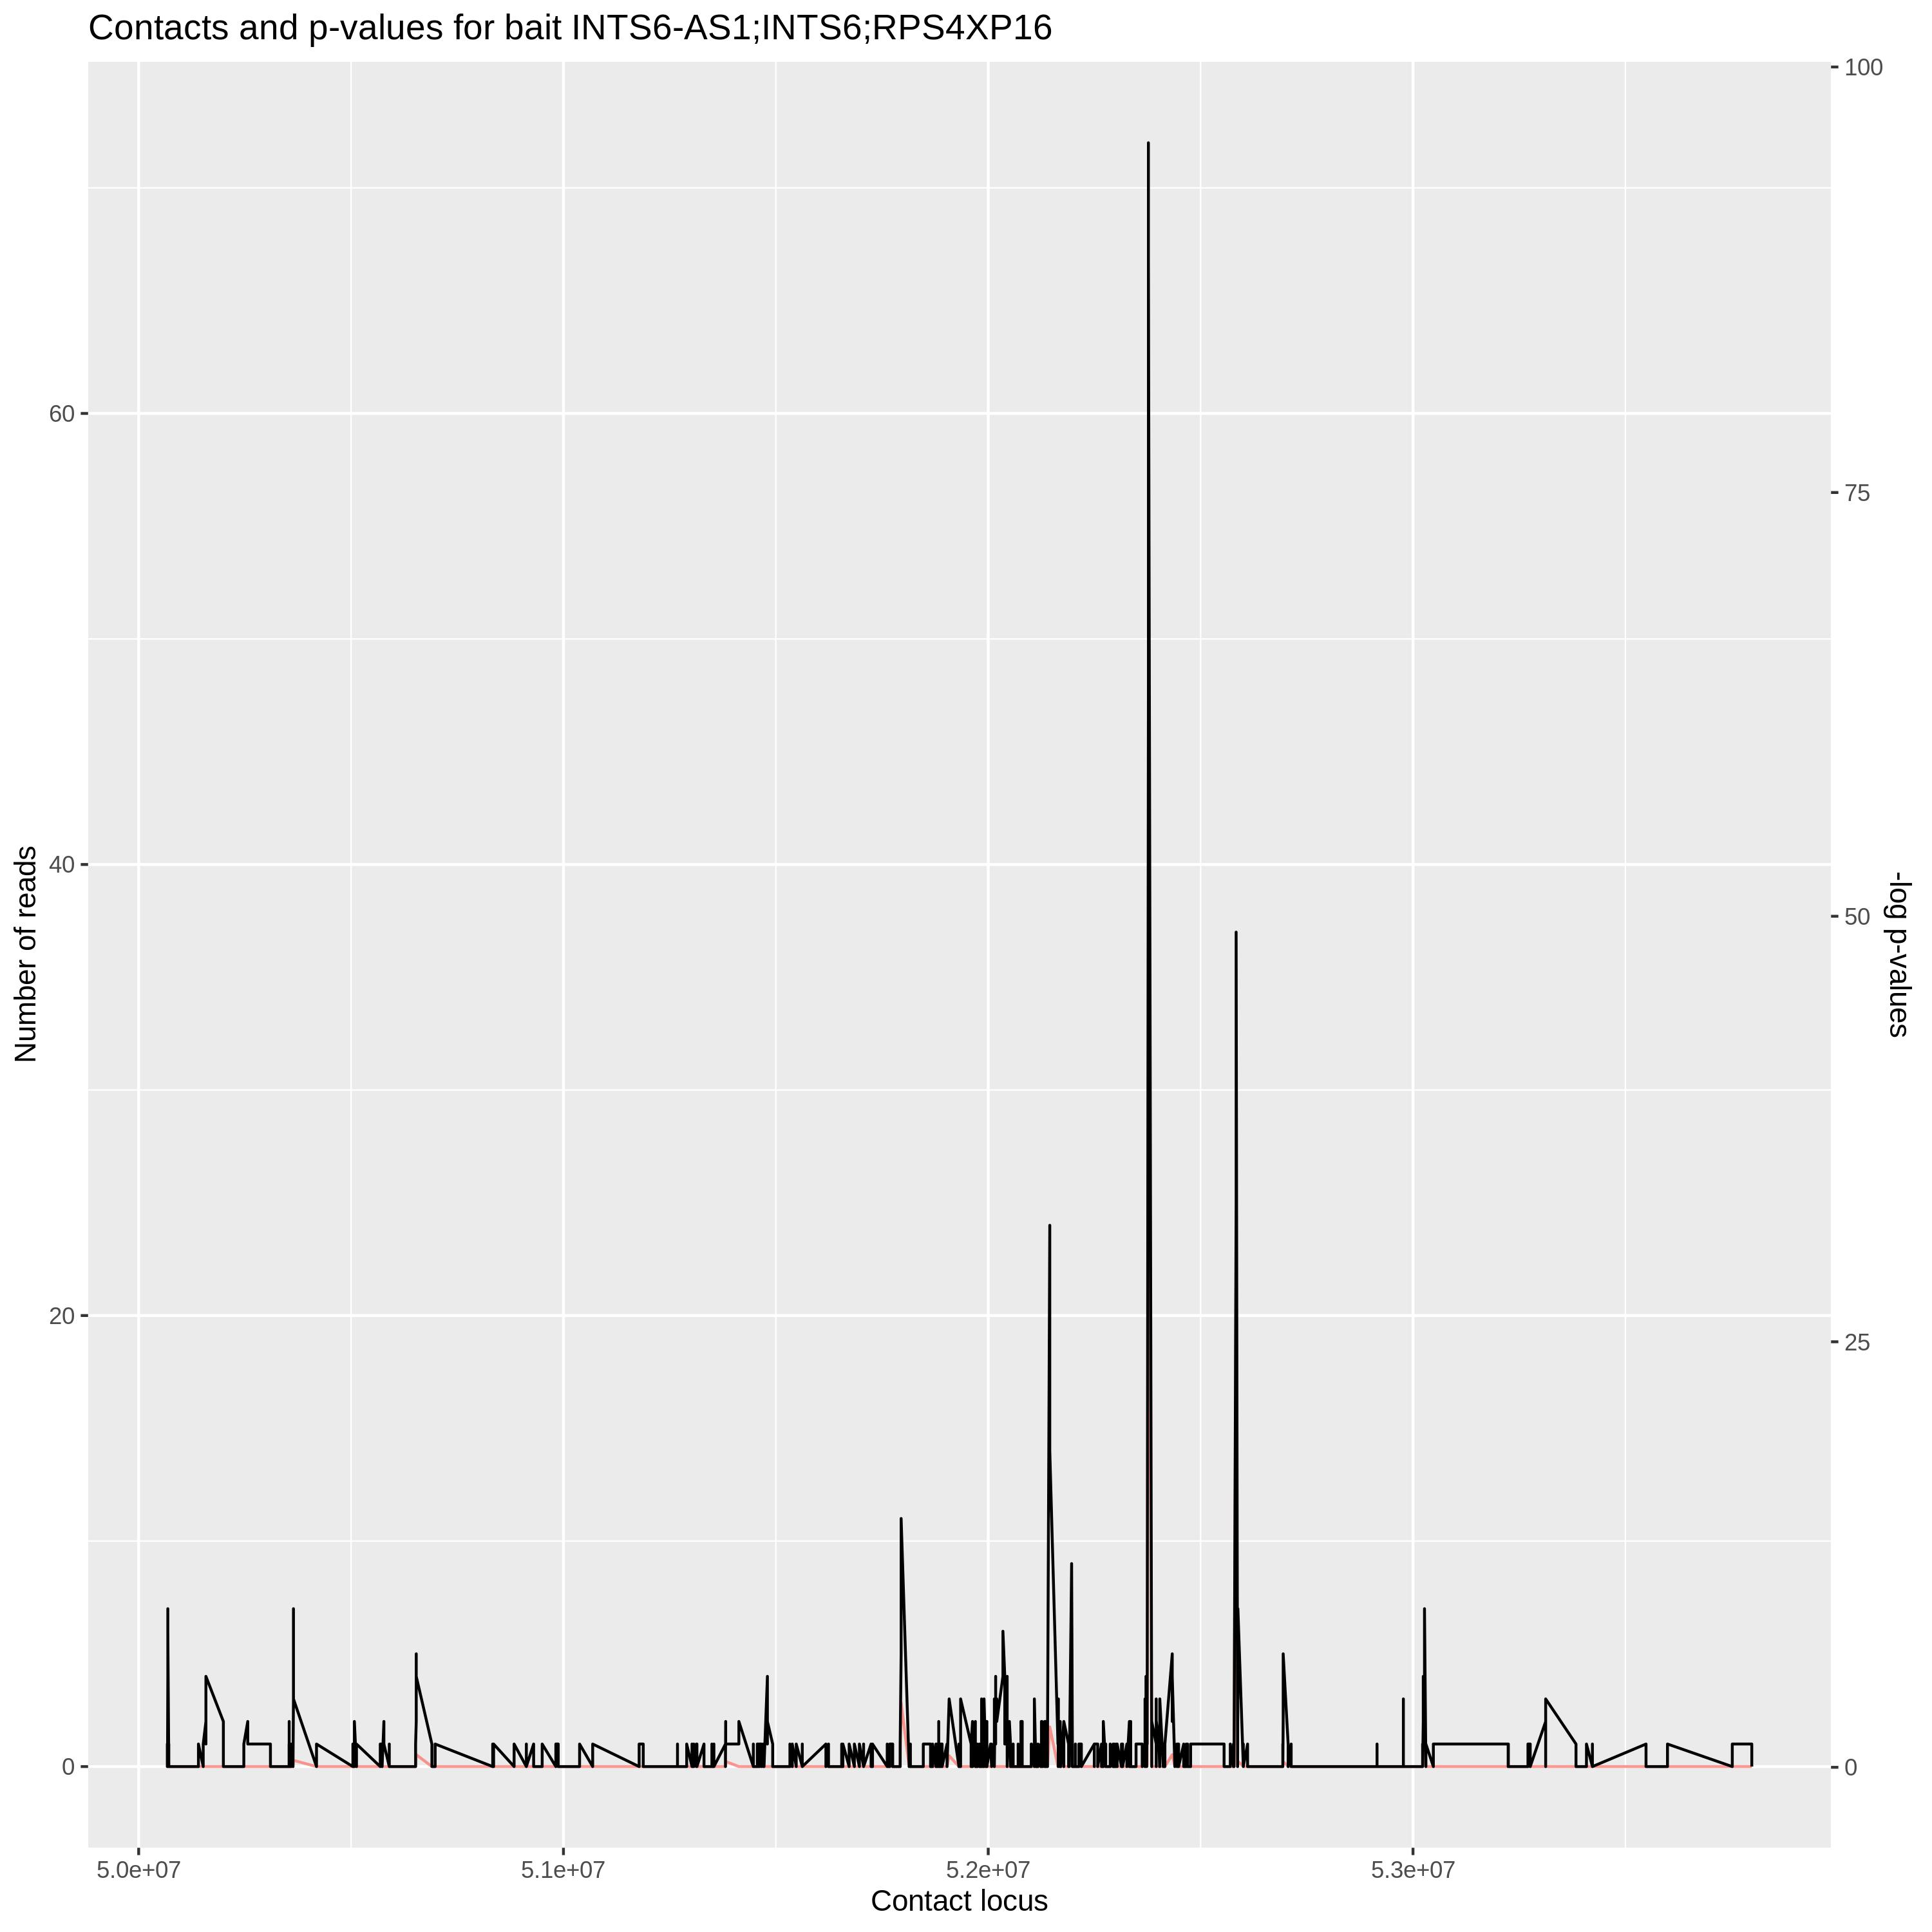 Contacts and p-values for bait INTS6-AS1;INTS6;RPS4XP16
100
75
60
Number of reads
40
50
-log p-values
20
25
0
0
5.0e+07 5.1e+07 5.2e+07 5.3e+07
Contact locus